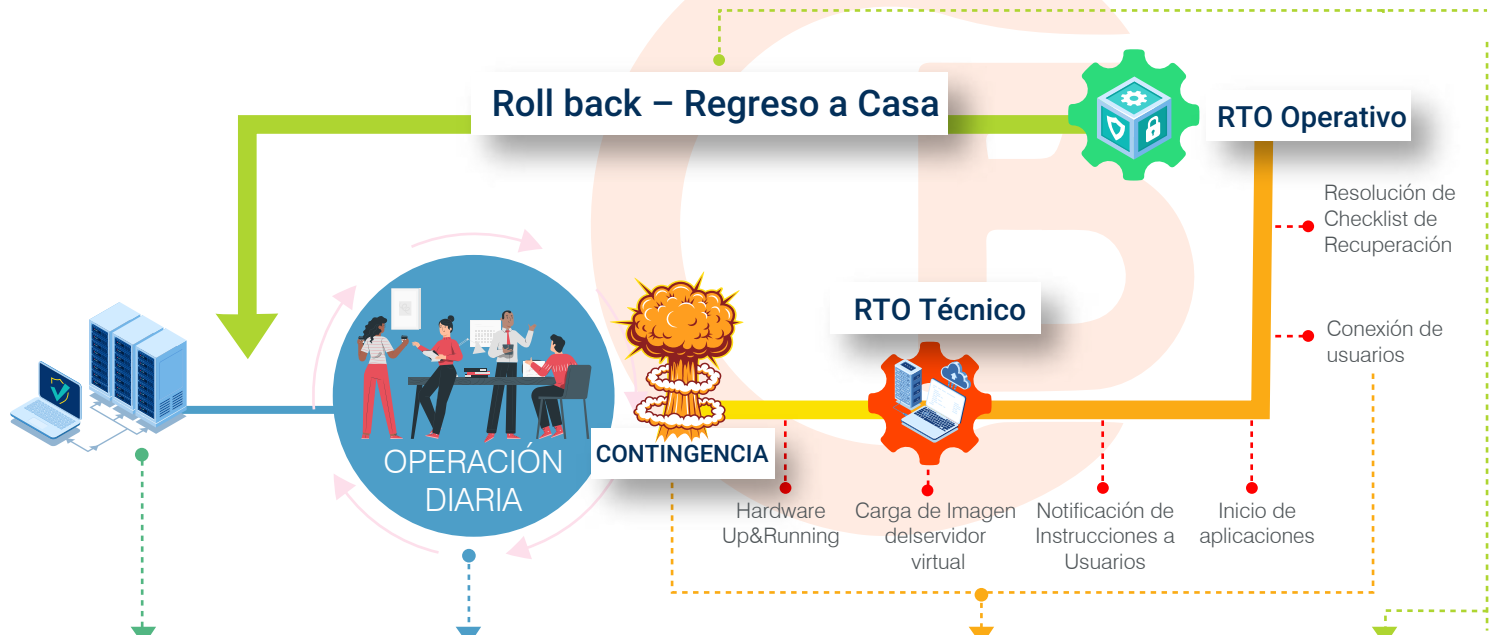 Roll back – Regreso a Casa
RTO Operativo
Resolución de
Checklist de
Recuperación
RTO Técnico
Conexión de
usuarios
OPERACIÓN
DIARIA
CONTINGENCIA
Hardware
Up&Running
Carga de Imagen
delservidor
virtual
Notificación de
Instrucciones a
Usuarios
Inicio de
aplicaciones